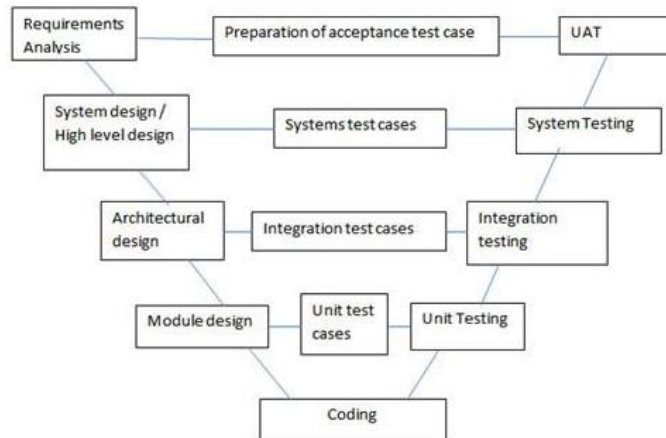 Requirements
Analysis
Preparation of acceptance test case
UAT
System design /
High level design
Systems test cases
System Testing
Architectural
design
Integration test cases
Integration
testing
Module design
Unit test
cases
Unit Testing
Coding